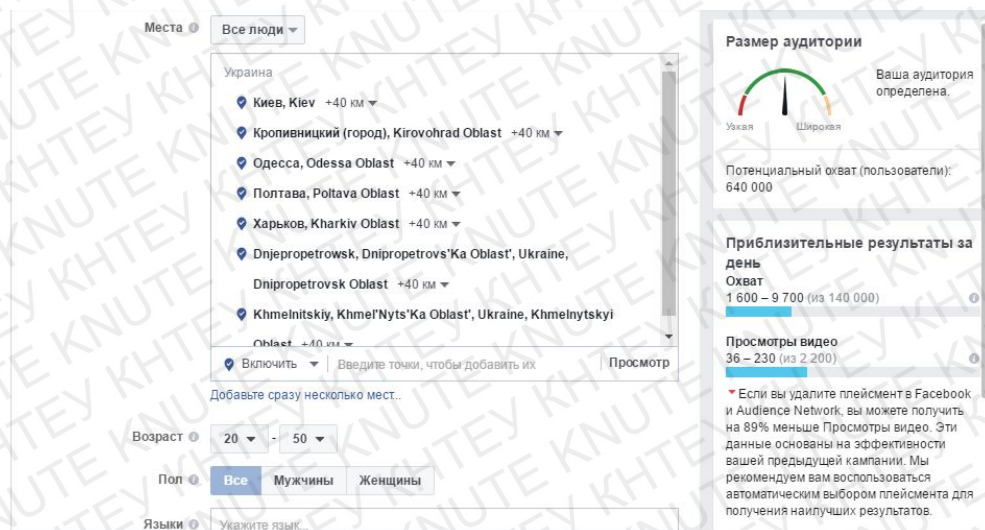 Места
Все люди
Украина
Киев, Kiev +40 км
Кропивницкий (город), Kirovohrad Oblast +40 км
Одесса, Odessa Oblast +40 км
Полтава, Poltava Oblast +40 км
Харьков, Kharkiv Oblast +40 км
Dnjepropetrowsk, Dnipropetrovs'Ka Oblast', Ukraine,
Dnipropetrovsk Oblast +40 км
Khmelnitskiy, Khmel'Nyts'Ka Oblast', Ukraine, Khmelnytskyi
Oblast +40 км
Включить
Введите точки, чтобы добавить их
Просмотр
Добавьте сразу несколько мест..
Возраст
20 - 50
Пол
Все Мужчины Женщины
Языки
Укажите язык...
Размер аудитории
Ваша аудитория
определена.
Узкая Широкая
Потенциальный охват (пользователи):
640 000
Приблизительные результаты за
день
Охват
1 600 – 9 700 (из 140 000)
Просмотры видео
36 – 230 (из 2 200)
Если вы удалите плейсмент в Facebook
и Audience Network, вы можете получить
на 89% меньше Просмотры видео. Эти
данные основаны на эффективности
вашей предыдущей кампании. Мы
рекомендуем вам воспользоваться
автоматическим выбором плейсмента для
получения наилучших результатов.
KNUTE KHTEY